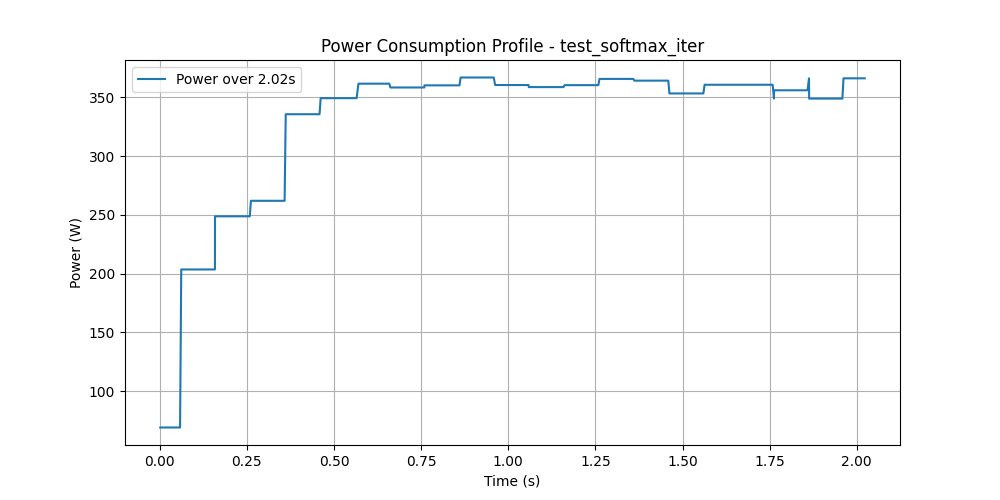 Power Consumption Profile - test_softmax_iter
Power over 2.02s
Power (W)
350
300
250
200
150
100
0.00 0.25 0.50 0.75 1.00 1.25 1.50 1.75 2.00
Time (s)